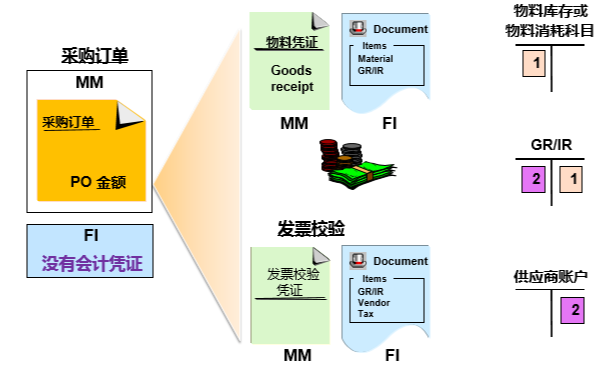 采购订单
MM
采购订单
PO 金额
FI
没有会计凭证
物料凭证
Goods
receipt
MM
Document
Items
Material
GR/IR
FI
发票校验
发票校验
凭证
MM
Document
Items
GR/IR
Vendor
Tax
FI
物料库存或
物料消耗科目
1
GR/IR
2 1
供应商账户
2